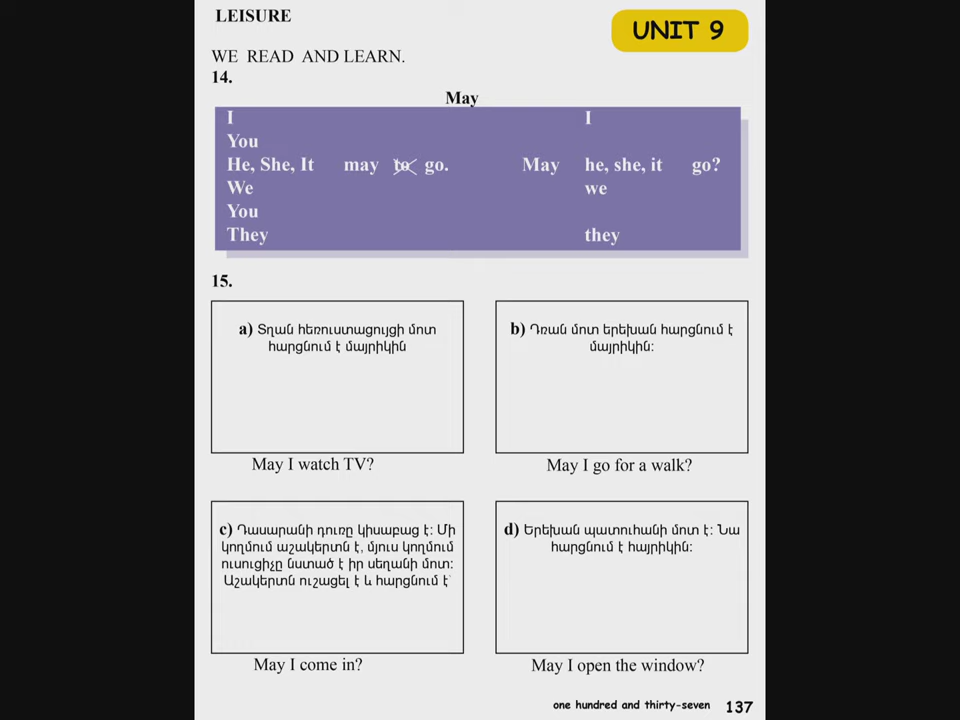 LEISURE
UNIT 9
WE READ AND LEARN.
14.
May
I I
You
He, She, It may to go. May he, she, it go?
We we
You
They they
15.
a) Տղան հեռուստացույցի մոտ
հարցնում է մայրիկին
May I watch TV?
b) Դռան մոտ երեխան հարցնում է
մայրիկին:
May I go for a walk?
c) Դասարանի դուռը կիսաբաց է: Մի
կողմում աշակերտն է, մյուս կողմում
ուսուցիչը նստած է իր սեղանի մոտ:
Աշակերտն ուշացել է և հարցնում է՝
May I come in?
d) Երեխան պատուհանի մոտ է: Նա
հարցնում է հայրիկին:
May I open the window?
one hundred and thirty-seven 137